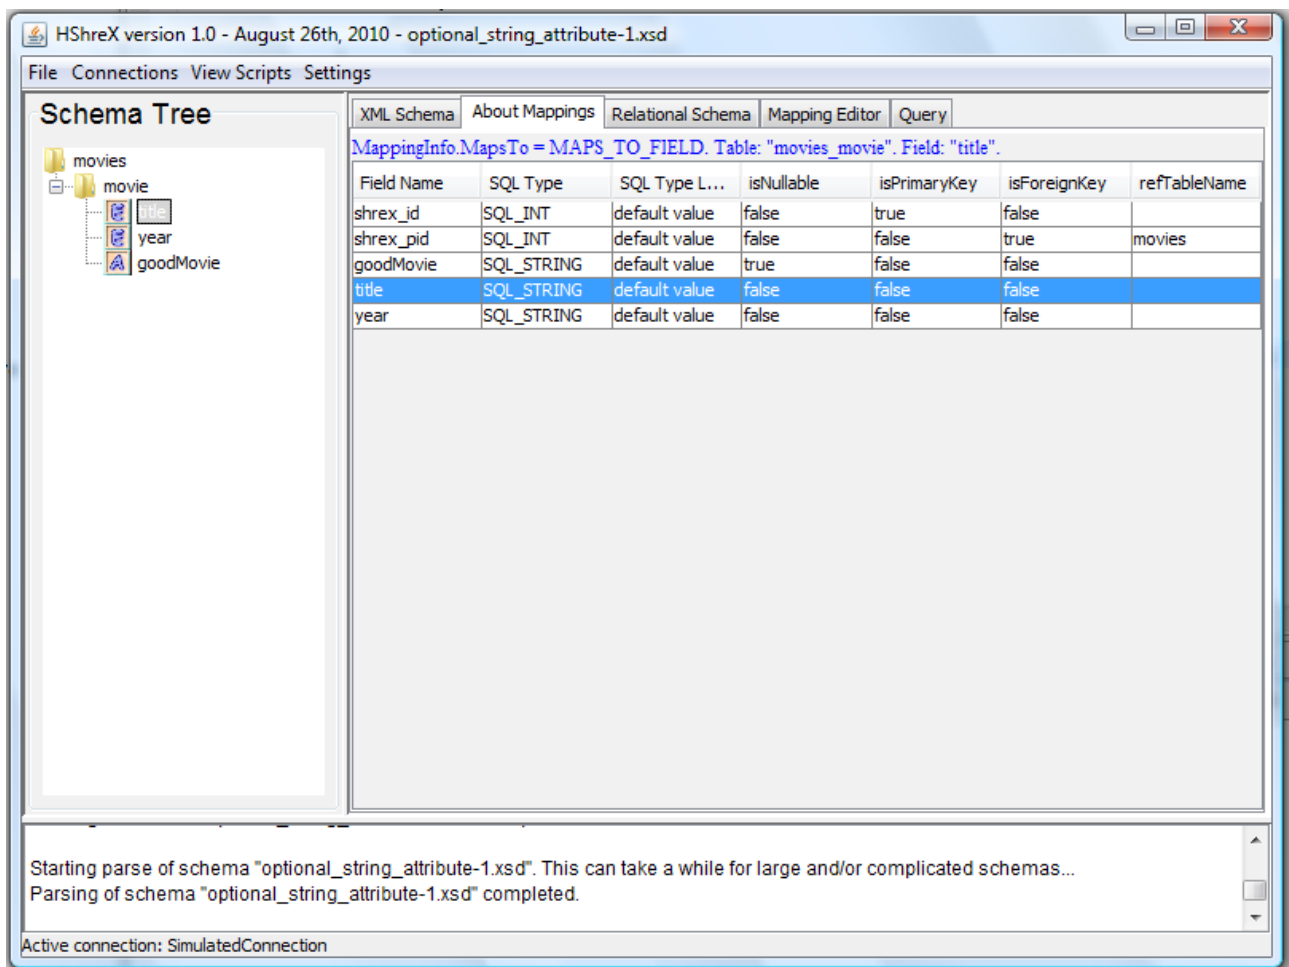 HShreX version 1.0 - August 26th, 2010 - optional_string_attribute-1.xsd
File Connections View Scripts Settings
Schema Tree
movies
movie
title
year
goodMovie
XML Schema About Mappings Relational Schema Mapping Editor Query
MappingInfo.MapsTo = MAPS_TO_FIELD. Table: "movies_movie". Field: "title".
Field Name SQL Type SQL Type L... isNullable isPrimaryKey isForeignKey refTableName
shrex_id SQL_INT default value false true false
shrex_pid SQL_INT default value false false true movies
goodMovie SQL_STRING default value true false false
title SQL_STRING default value false false false
year SQL_STRING default value false false false
Starting parse of schema "optional_string_attribute-1.xsd". This can take a while for large and/or complicated schemas...
Parsing of schema "optional_string_attribute-1.xsd" completed.
Active connection: SimulatedConnection